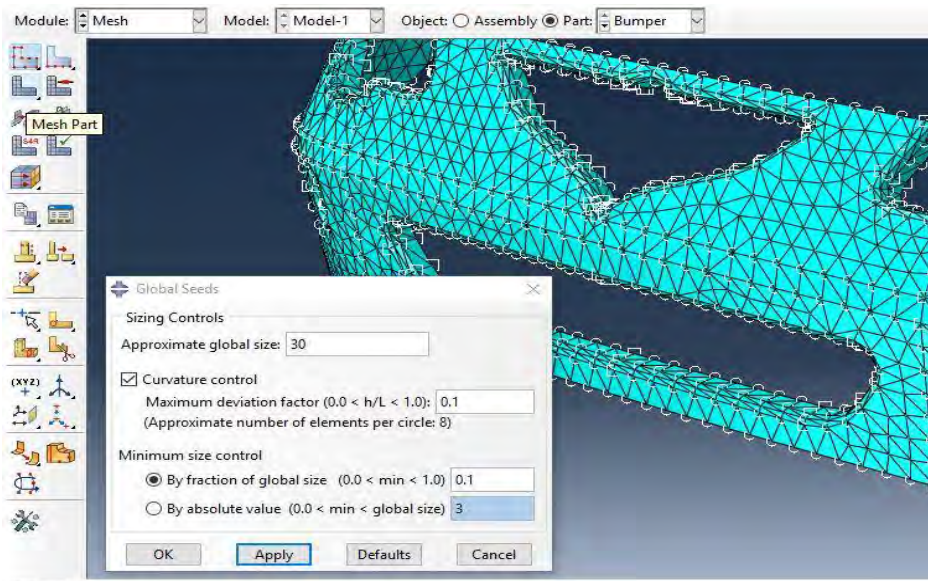 Module: Mesh Model: Model-1 Object: Assembly Part: Bumper
Mesh Part
S4R
Global Seeds
Sizing Controls
Approximate global size: 30
Curvature control
Maximum deviation factor (0.0 < h/L < 1.0): 0.1
(Approximate number of elements per circle: 8)
Minimum size control
By fraction of global size (0.0 < min < 1.0) 0.1
By absolute value (0.0 < min < global size) 3
(XYZ)
OK Apply Defaults Cancel